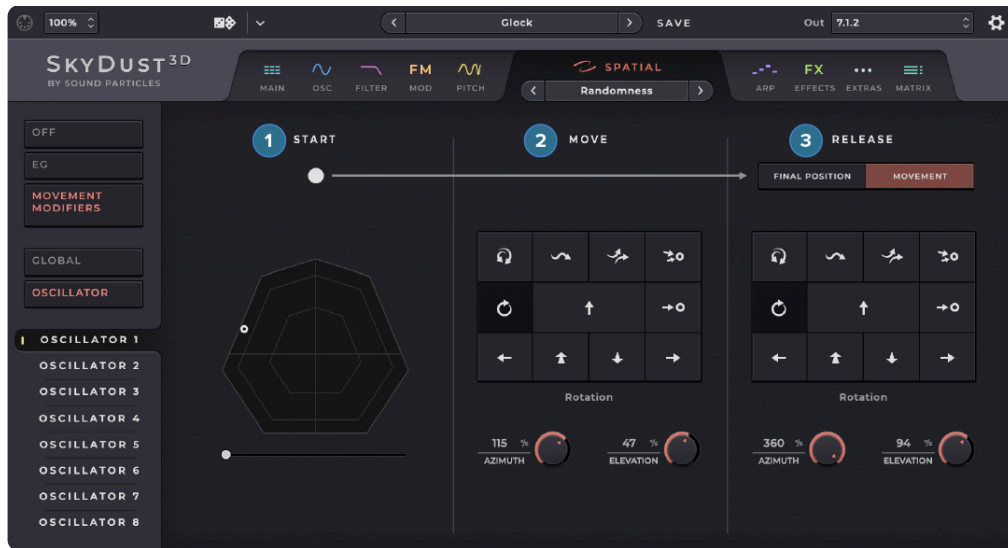 100%
Glock
SAVE
Out 7.1.2
SKYDUST 3D
BY SOUND PARTICLES
MAIN
OSC
FILTER
FM
MOD
PITCH
SPATIAL
Randomness
ARP
FX
EFFECTS
EXTRAS
MATRIX
OFF
EG
MOVEMENT
MODIFIERS
GLOBAL
OSCILLATOR
OSCILLATOR 1
OSCILLATOR 2
OSCILLATOR 3
OSCILLATOR 4
OSCILLATOR 5
OSCILLATOR 6
OSCILLATOR 7
OSCILLATOR 8
1 START
2 MOVE
Rotation
115 °/s
AZIMUTH
47 °/s
ELEVATION
3 RELEASE
FINAL POSITION
MOVEMENT
Rotation
360 °/s
AZIMUTH
94 °/s
ELEVATION